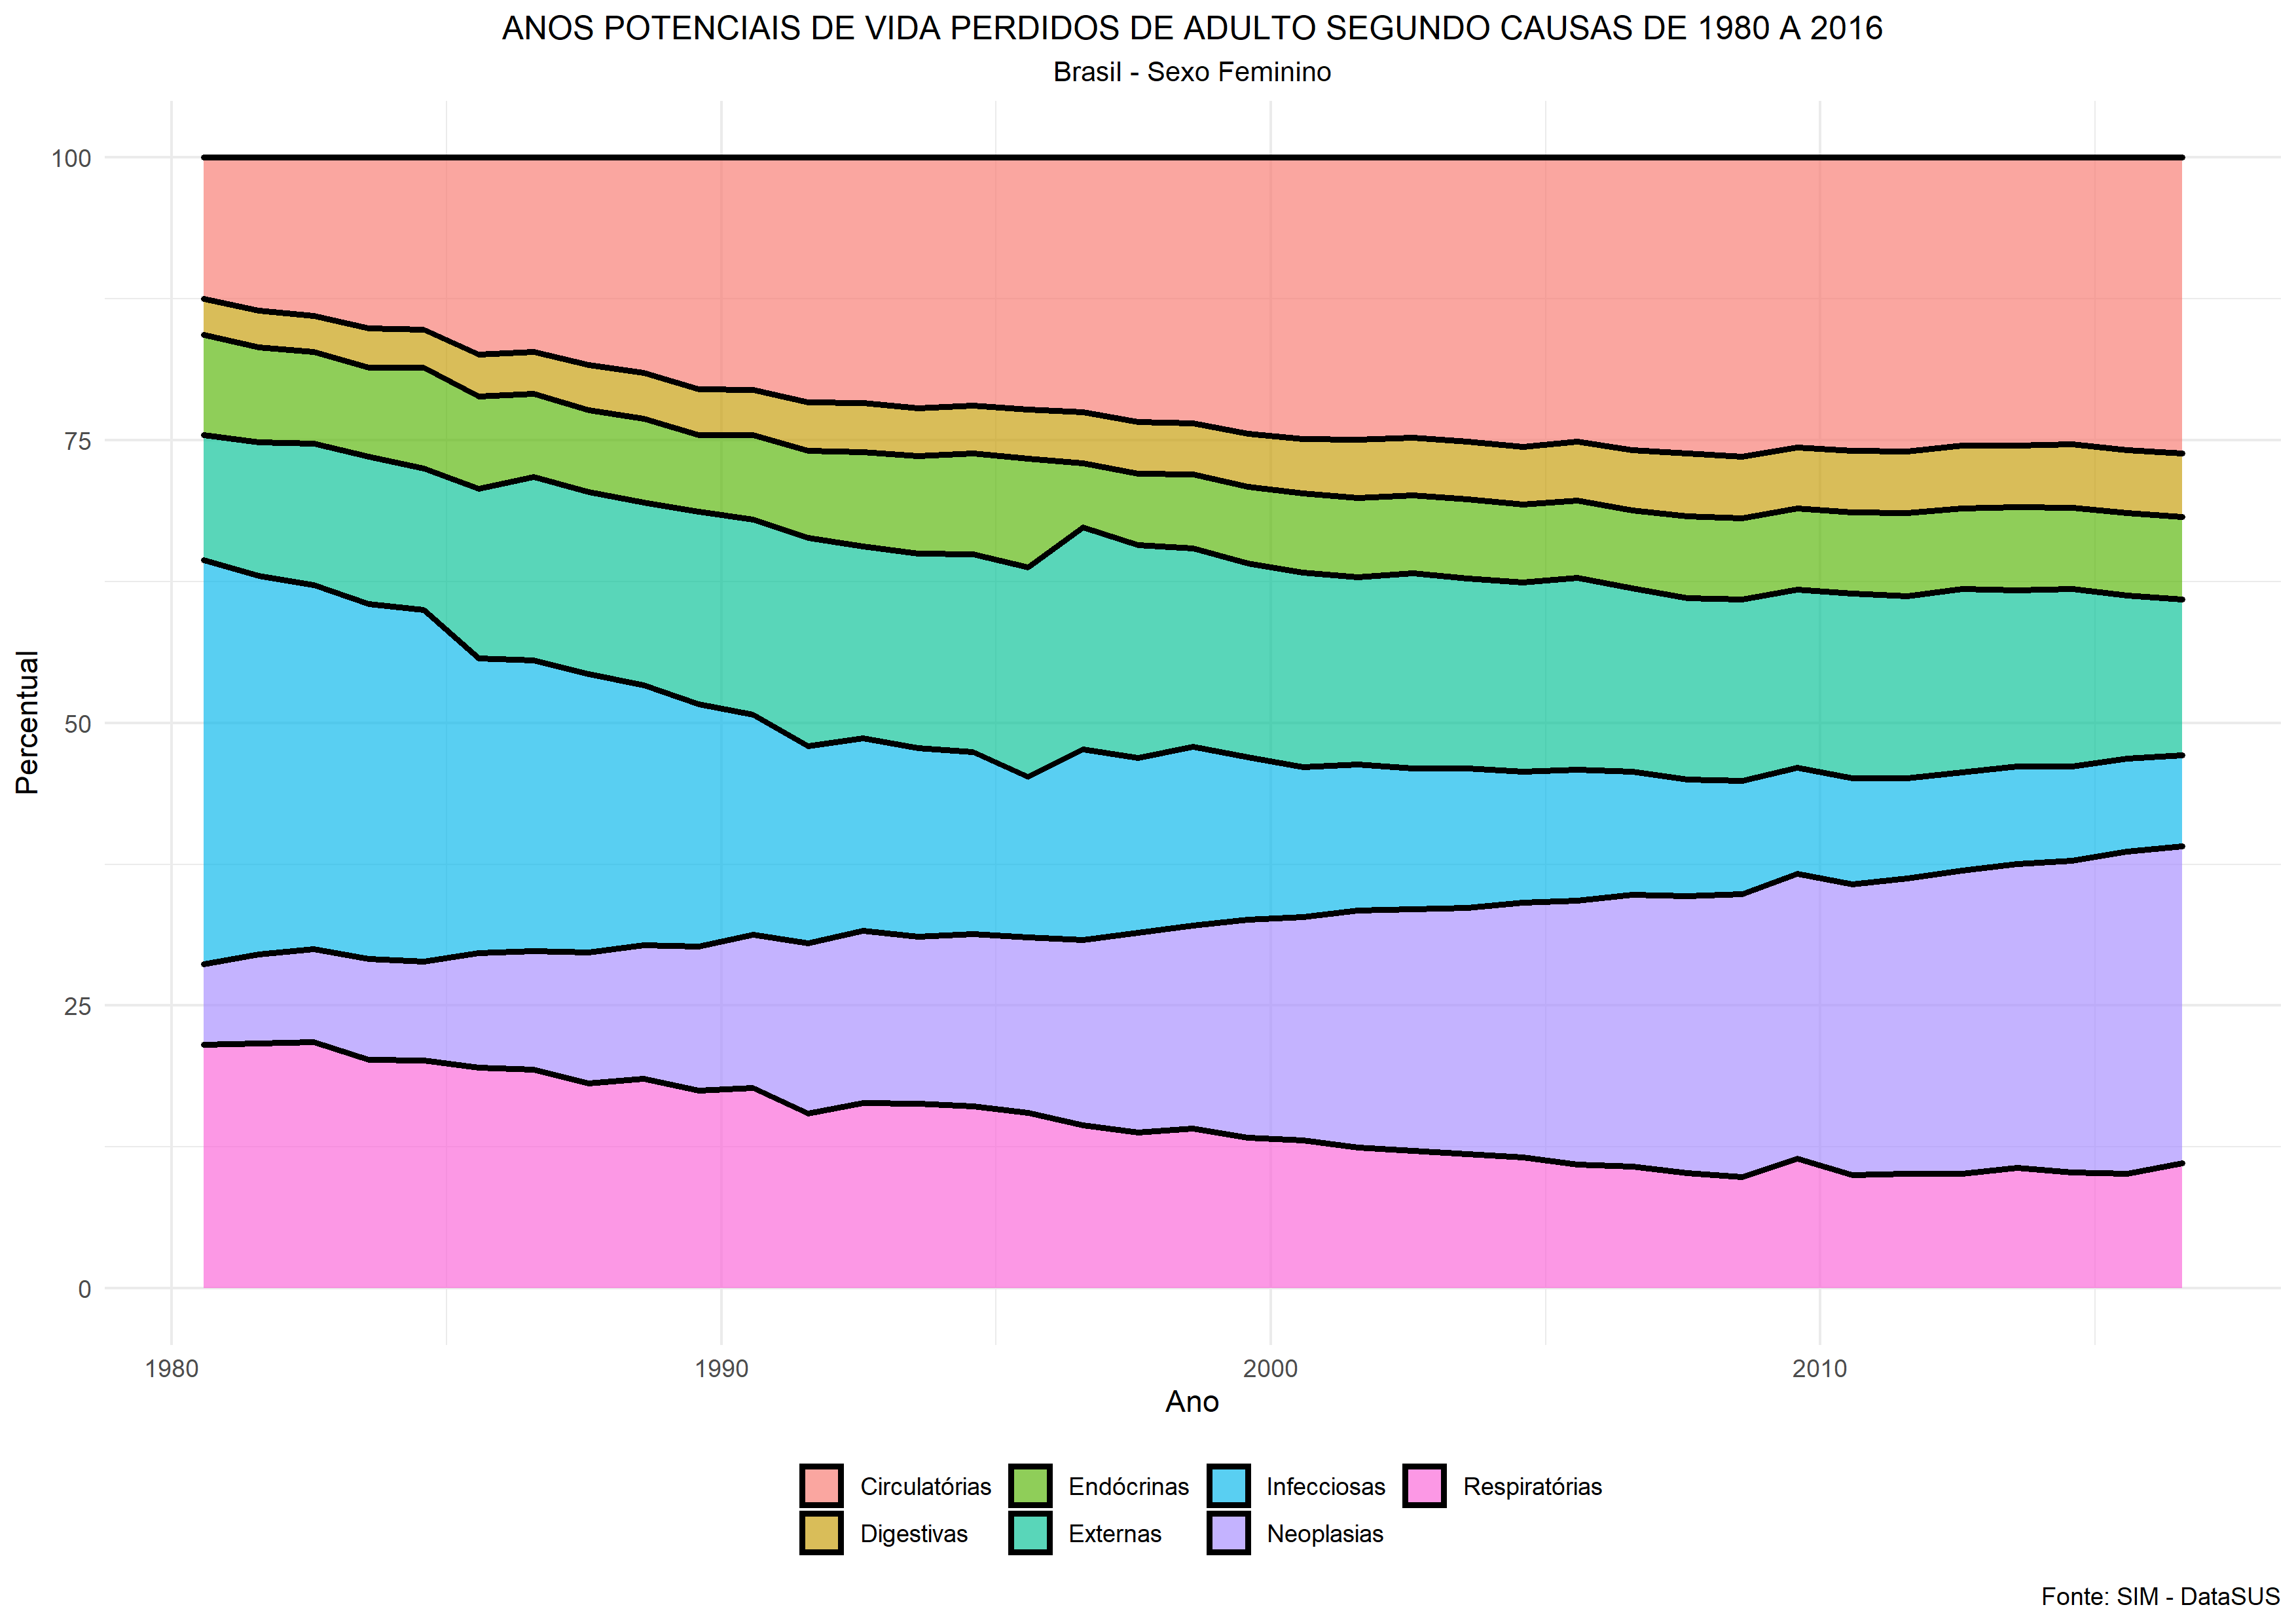 ANOS POTENCIAIS DE VIDA PERDIDOS DE ADULTO SEGUNDO CAUSAS DE 1980 A 2016
Brasil - Sexo Feminino
Percentual
100
75
50
25
0
1980 1990 2000 2010
Ano
Circulatórias Endócrinas Infecciosas Respiratórias
Digestivas Externas Neoplasias
Fonte: SIM - DataSUS